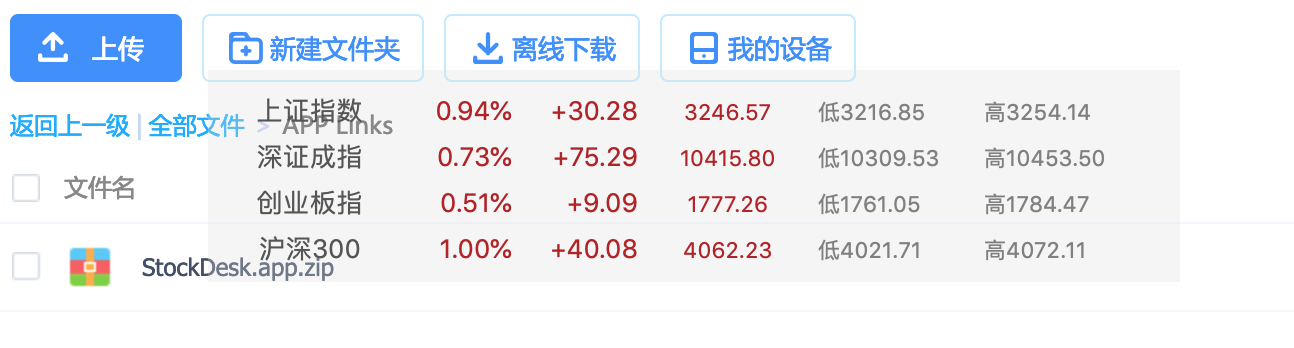 上传 新建文件夹 离线下载 我的设备
上证指数 0.94% +30.28 3246.57 低3216.85 高3254.14
返回上一级 | 全部文件 > APP Links
深证成指 0.73% +75.29 10415.80 低10309.53 高10453.50
文件名
创业板指 0.51% +9.09 1777.26 低1761.05 高1784.47
沪深300 1.00% +40.08 4062.23 低4021.71 高4072.11
StockDesk.app.zip